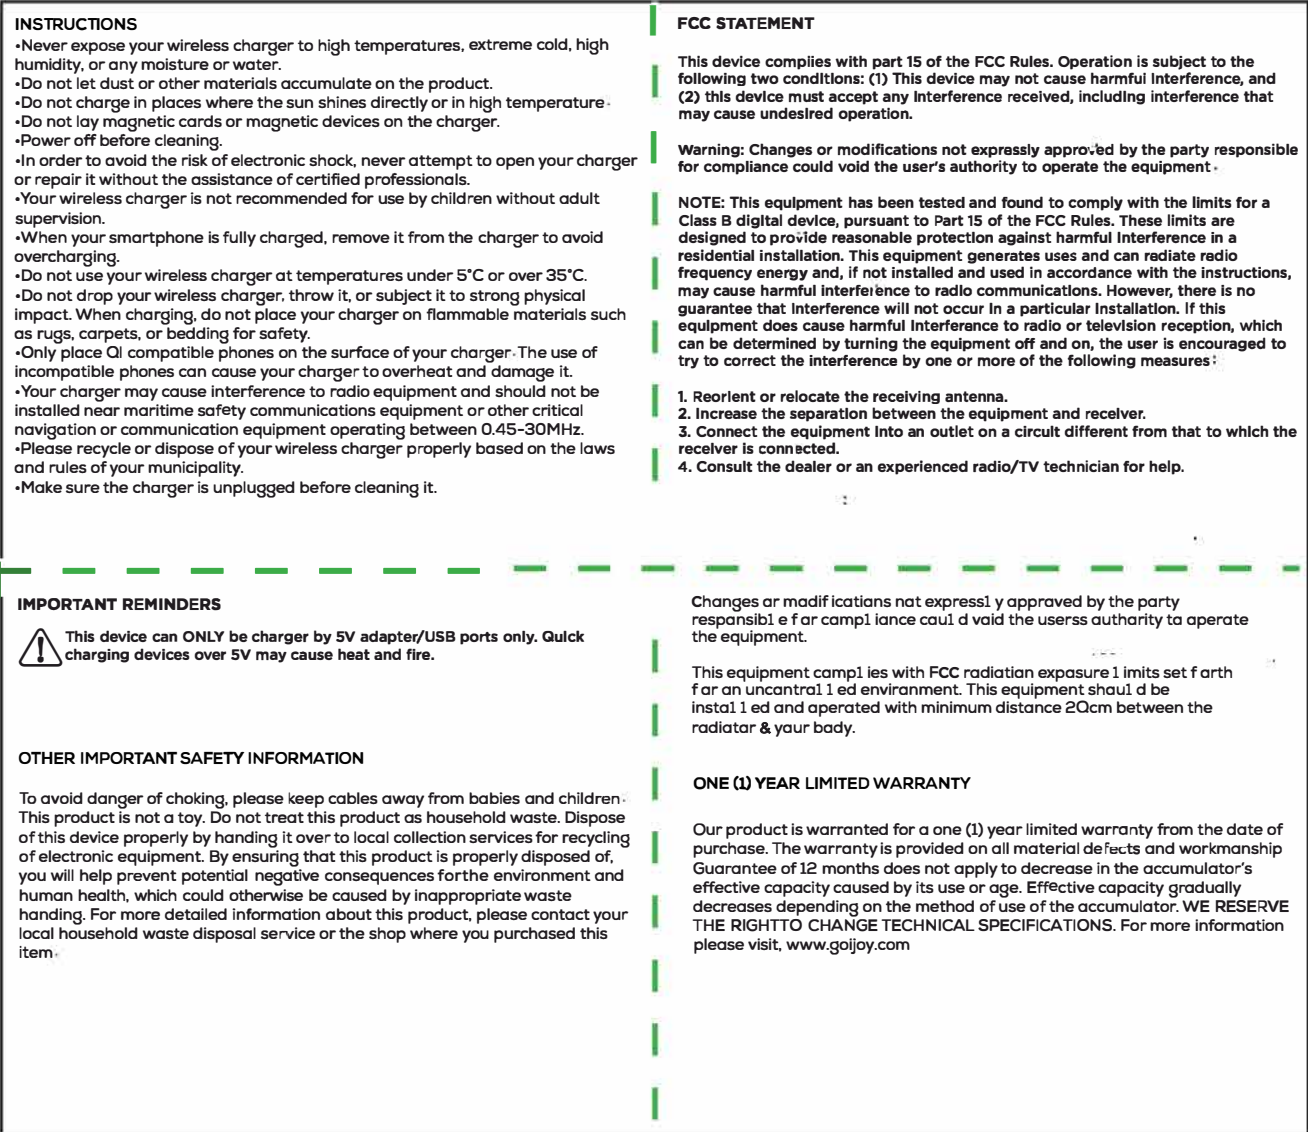 INSTRUCTIONS
•Never expose your wireless charger to high temperatures, extreme cold, high
humidity, or any moisture or water.
•Do not let dust or other materials accumulate on the product.
•Do not charge in places where the sun shines directly or in high temperature.
•Do not lay magnetic cards or magnetic devices on the charger.
•Power off before cleaning.
•In order to avoid the risk of electronic shock, never attempt to open your charger
or repair it without the assistance of certified professionals.
•Your wireless charger is not recommended for use by children without adult
supervision.
•When your smartphone is fully charged, remove it from the charger to avoid
overcharging.
•Do not use your wireless charger at temperatures under 5°C or over 35°C.
•Do not drop your wireless charger, throw it, or subject it to strong physical
impact. When charging, do not place your charger on flammable materials such
as rugs, carpets, or bedding for safety.
•Only place QI compatible phones on the surface of your charger. The use of
incompatible phones can cause your charger to overheat and damage it.
•Your charger may cause interference to radio equipment and should not be
installed near maritime safety communications equipment or other critical
navigation or communication equipment operating between 0.45-30MHz.
•Please recycle or dispose of your wireless charger properly based on the laws
and rules of your municipality.
•Make sure the charger is unplugged before cleaning it.
FCC STATEMENT
This device complies with part 15 of the FCC Rules. Operation is subject to the
following two conditions: (1) This device may not cause harmful interference, and
(2) this device must accept any interference received, including interference that
may cause undesired operation.
Warning: Changes or modifications not expressly approved by the party responsible
for compliance could void the user's authority to operate the equipment.
NOTE: This equipment has been tested and found to comply with the limits for a
Class B digital device, pursuant to Part 15 of the FCC Rules. These limits are
designed to provide reasonable protection against harmful interference in a
residential installation. This equipment generates uses and can rediate redio
frequency energy and, if not installed and used in accordance with the instructions,
may cause harmful interference to radio communications. However, there is no
guarantee that interference will not occur in a particular installation. If this
equipment does cause harmful interference to radio or television reception, which
can be determined by turning the equipment off and on, the user is encouraged to
try to correct the interference by one or more of the following measures:
1. Reorient or relocate the receiving antenna.
2. Increase the separation between the equipment and receiver.
3. Connect the equipment into an outlet on a circuit different from that to which the
receiver is connected.
4. Consult the dealer or an experienced radio/TV technician for help.
IMPORTANT REMINDERS
This device can ONLY be charger by 5V adapter/USB ports only. Quick
charging devices over 5V may cause heat and fire.
OTHER IMPORTANT SAFETY INFORMATION
To avoid danger of choking, please keep cables away from babies and children.
This product is not a toy. Do not treat this product as household waste. Dispose
of this device properly by handing it over to local collection services for recycling
of electronic equipment. By ensuring that this product is properly disposed of,
you will help prevent potential negative consequences forthe environment and
human health, which could otherwise be caused by inappropriate waste
handing. For more detailed information about this product, please contact your
local household waste disposal service or the shop where you purchased this
item.
Changes ar madif icatians nat express1 y appraved by the party
responsib1 e f ar camp1 iance cau1 d vaid the userss autharity ta aperate
the equipment.
This equipment camp1 ies with FCC radiatian expasure 1 imits set f arth
f ar an uncantra1 1 ed enviranment. This equipment shau1 d be
insta1 1 ed and aperated with minimum distance 20cm between the
radiatar & yaur bady.
ONE (1) YEAR LIMITED WARRANTY
Our product is warranted for a one (1) year limited warranty from the date of
purchase. The warranty is provided on all material defects and workmanship
Guarantee of 12 months does not apply to decrease in the accumulator's
effective capacity caused by its use or age. Effective capacity gradually
decreases depending on the method of use of the accumulator. WE RESERVE
THE RIGHTTO CHANGE TECHNICAL SPECIFICATIONS. For more information
please visit, www.goijoy.com